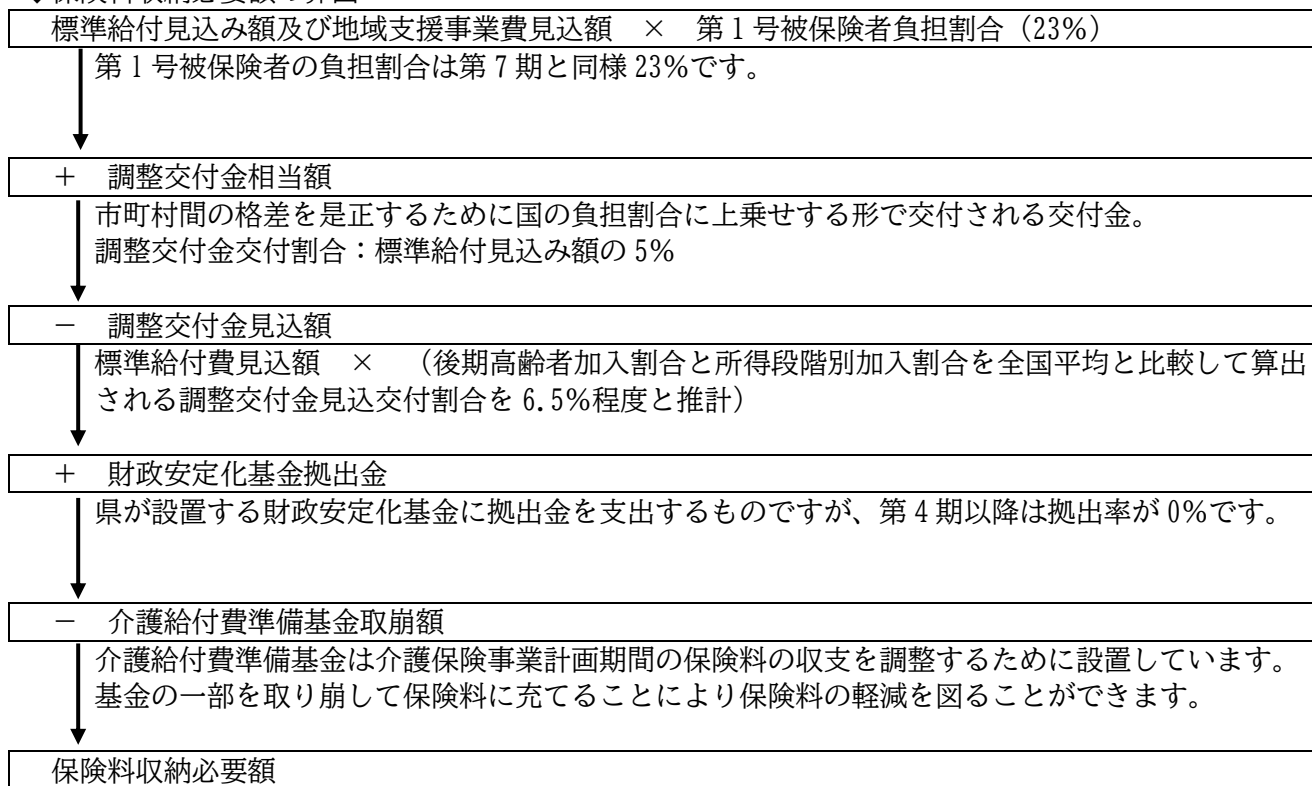 標準給付見込み額及び地域支援事業費見込額　×　第1号被保険者負担割合（23%）
第1号被保険者の負担割合は第7期と同様23%です。
＋　調整交付金相当額
市町村間の格差を是正するために国の負担割合に上乗せする形で交付される交付金。
調整交付金交付割合：標準給付見込み額の5%
－　調整交付金見込額
標準給付費見込額　×　（後期高齢者加入割合と所得段階別加入割合を全国平均と比較して算出
される調整交付金見込交付割合を6.5%程度と推計）
＋　財政安定化基金拠出金
県が設置する財政安定化基金に拠出金を支出するものですが、第4期以降は拠出率が0%です。
－　介護給付費準備基金取崩額
介護給付費準備基金は介護保険事業計画期間の保険料の収支を調整するために設置しています。
基金の一部を取り崩して保険料に充てることにより保険料の軽減を図ることができます。
保険料収納必要額